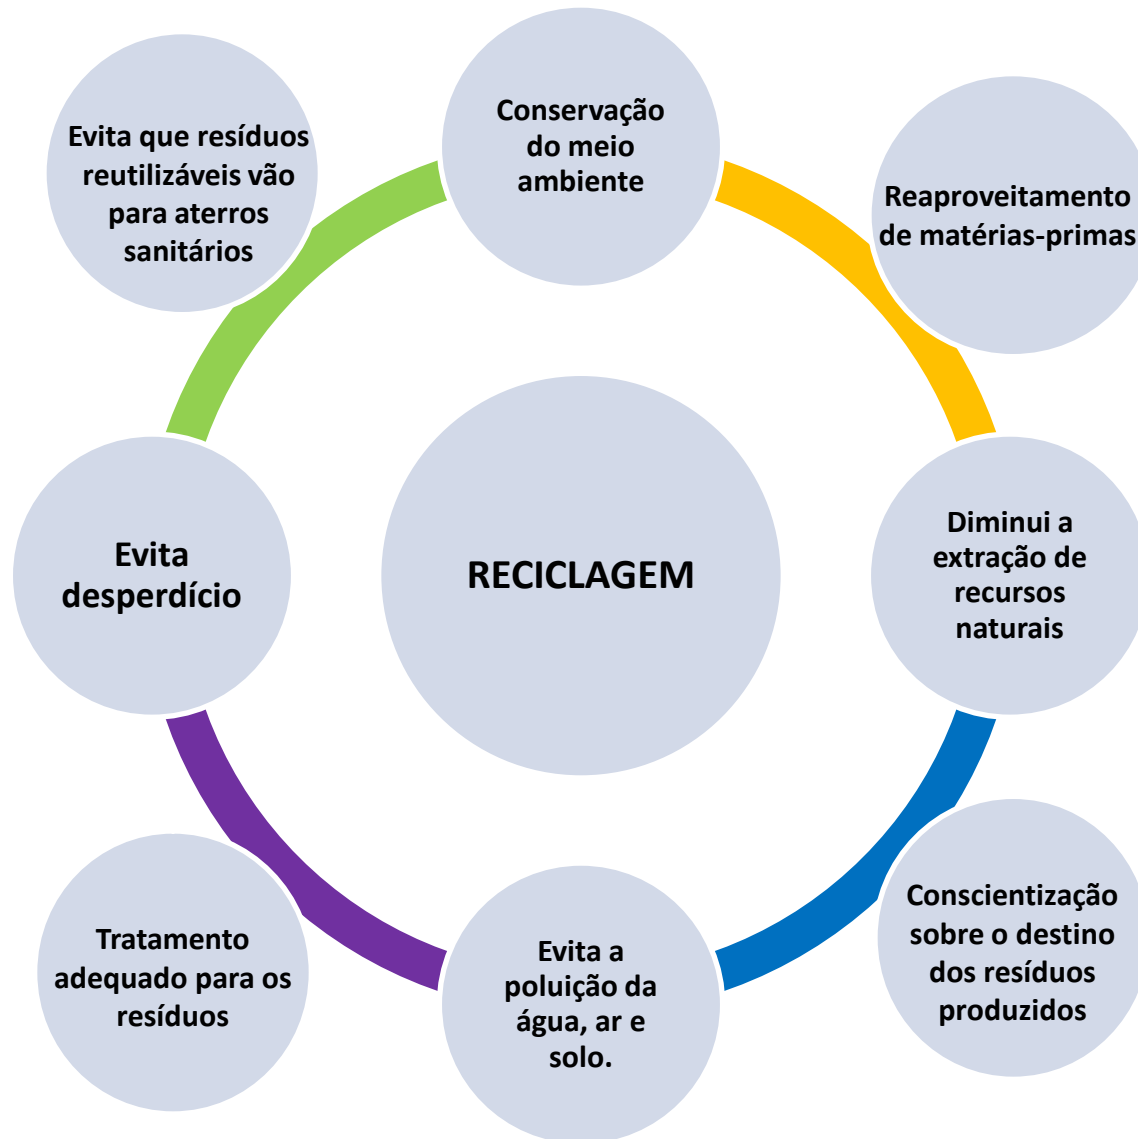 Conservação
do meio
ambiente
Reaproveitamento
de matérias-primas
Diminui a
extração de
recursos
naturais
Conscientização
sobre o destino
dos resíduos
produzidos
Evita a
poluição da
água, ar e
solo.
Tratamento
adequado para os
resíduos
Evita
desperdício
Evita que resíduos
reutilizáveis vão
para aterros
sanitários
RECICLAGEM